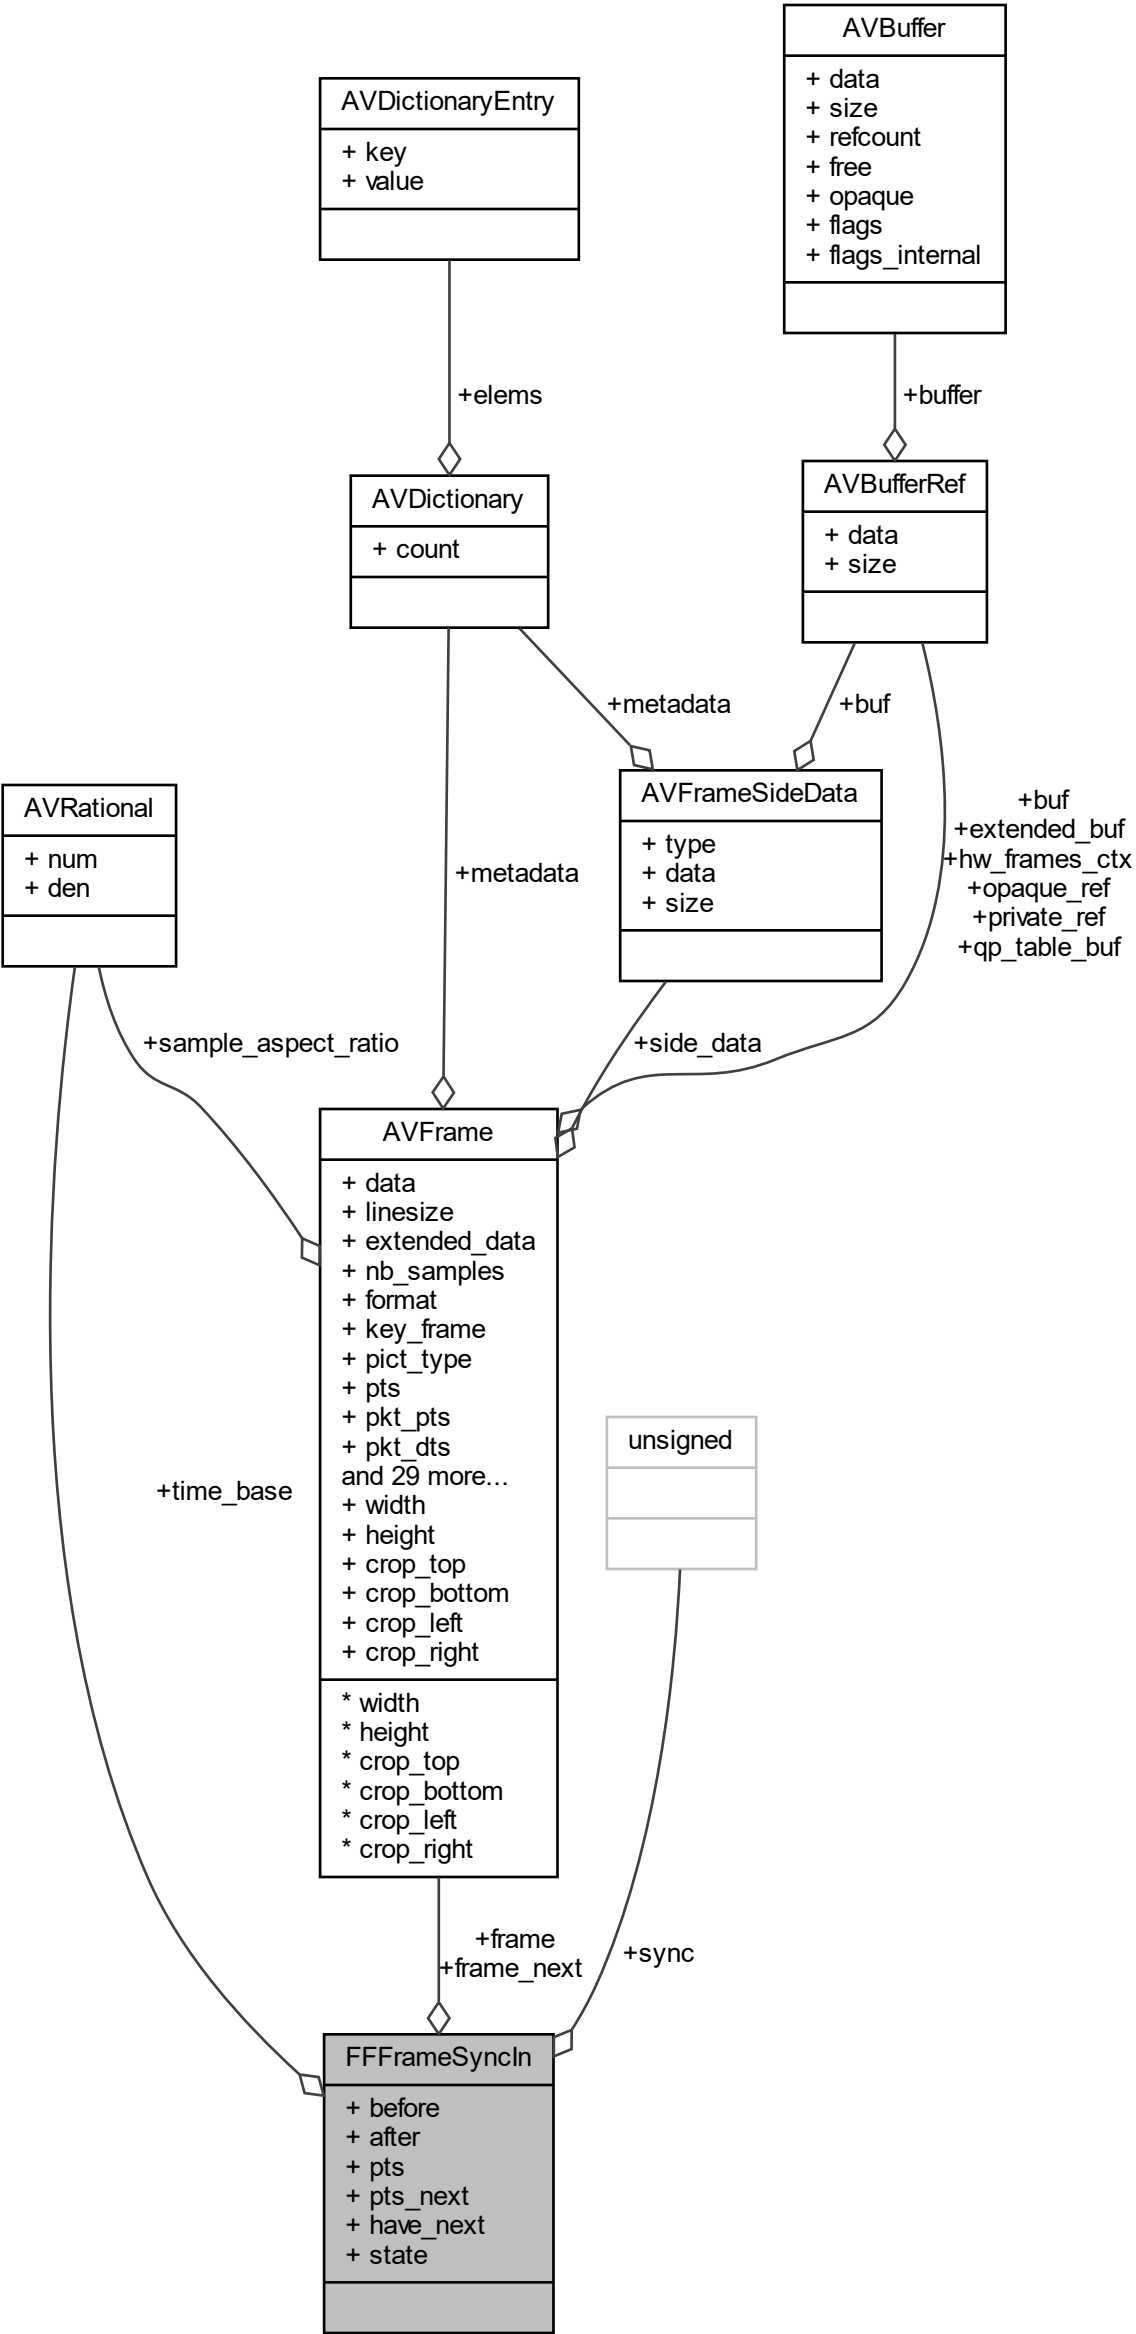 AVBuffer
+ data
+ size
+ refcount
+ free
+ opaque
+ flags
+ flags_internal
AVDictionaryEntry
+ key
+ value
+elems
+buffer
AVDictionary
+ count
AVBufferRef
+ data
+ size
+metadata
+buf
AVRational
+ num
+ den
+metadata
AVFrameSideData
+ type
+ data
+ size
+buf
+extended_buf
+hw_frames_ctx
+opaque_ref
+private_ref
+qp_table_buf
+sample_aspect_ratio
+side_data
AVFrame
+ data
+ linesize
+ extended_data
+ nb_samples
+ format
+ key_frame
+ pict_type
+ pts
+ pkt_pts
+ pkt_dts
and 29 more...
+ width
+ height
+ crop_top
+ crop_bottom
+ crop_left
+ crop_right
* width
* height
* crop_top
* crop_bottom
* crop_left
* crop_right
+time_base
unsigned
+frame
+frame_next
+sync
FFFrameSyncIn
+ before
+ after
+ pts
+ pts_next
+ have_next
+ state